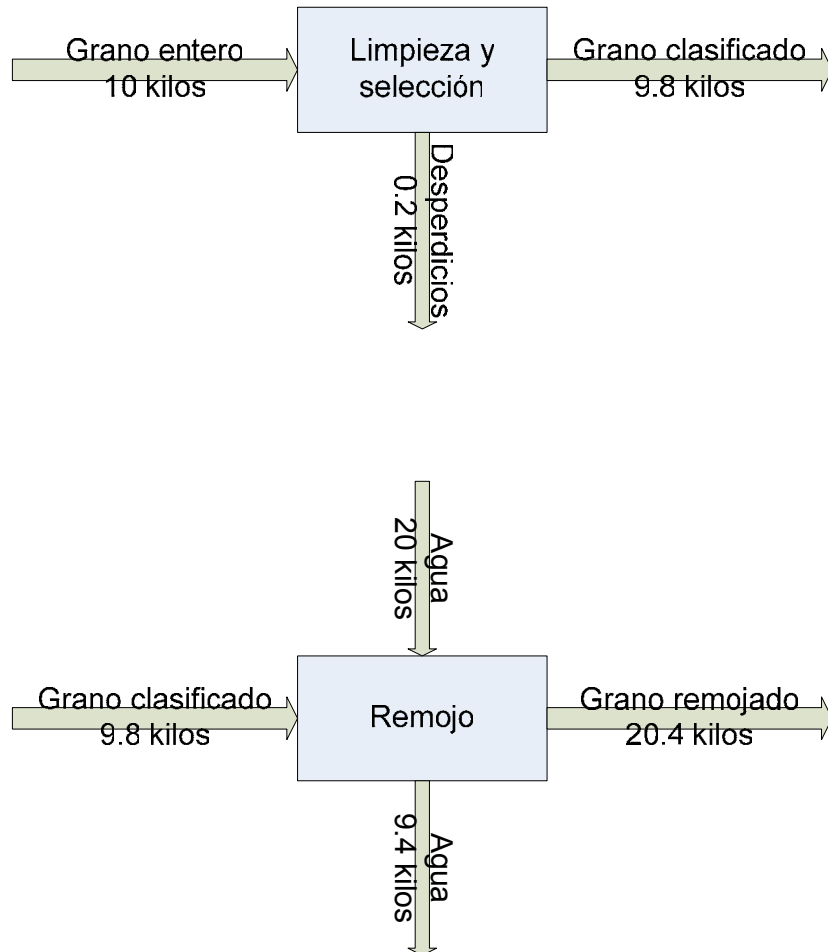 Grano entero
10 kilos
Limpieza y
selección
Grano clasificado
9.8 kilos
Desperdicios
0.2 kilos
Agua
20 kilos
Grano clasificado
9.8 kilos
Remojo
Grano remojado
20.4 kilos
Agua
9.4 kilos